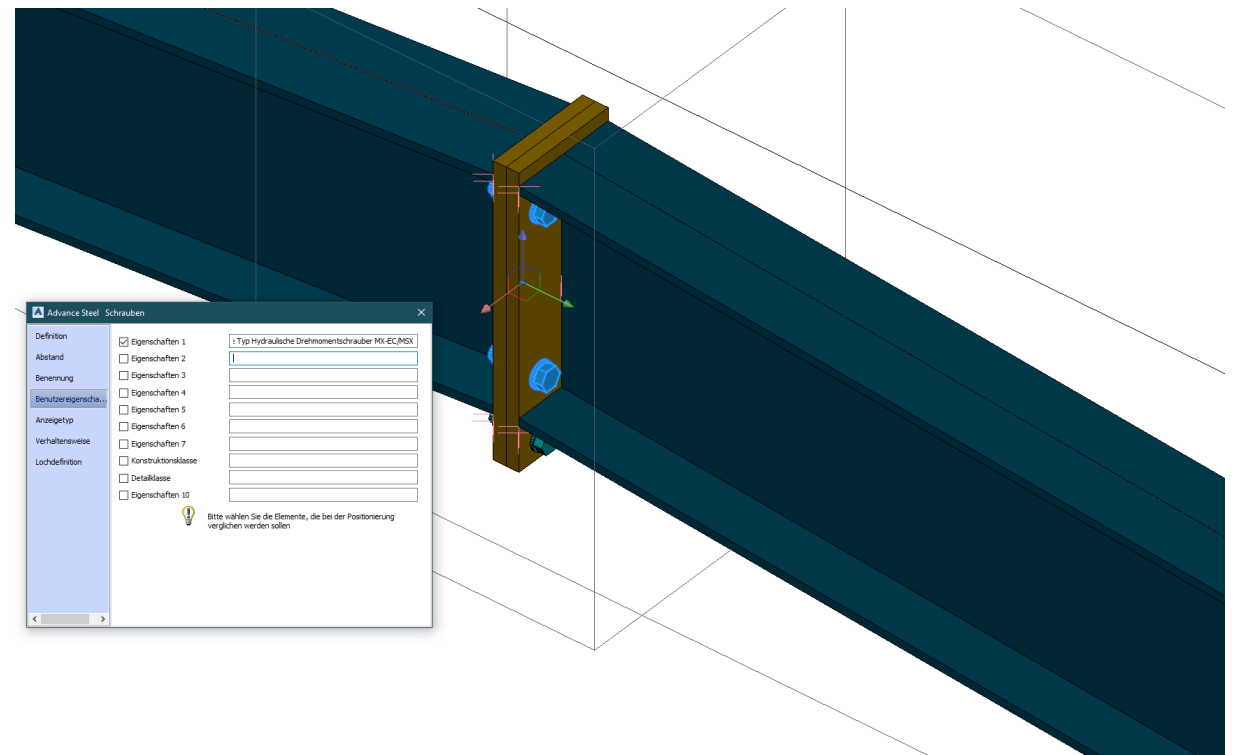 Advance Steel Schrauben
Definition
Abstand
Benennung
Benutzereigenscha...
Anzeigetyp
Verhaltensweise
Lochdefinition
Eigenschaften 1
: Typ Hydraulische Drehmomentschrauber MX-EC/MSX
Eigenschaften 2
Eigenschaften 3
Eigenschaften 4
Eigenschaften 5
Eigenschaften 6
Eigenschaften 7
Konstruktionsklasse
Detailklasse
Eigenschaften 10
Bitte wählen Sie die Elemente, die bei der Positionierung
verglichen werden sollen